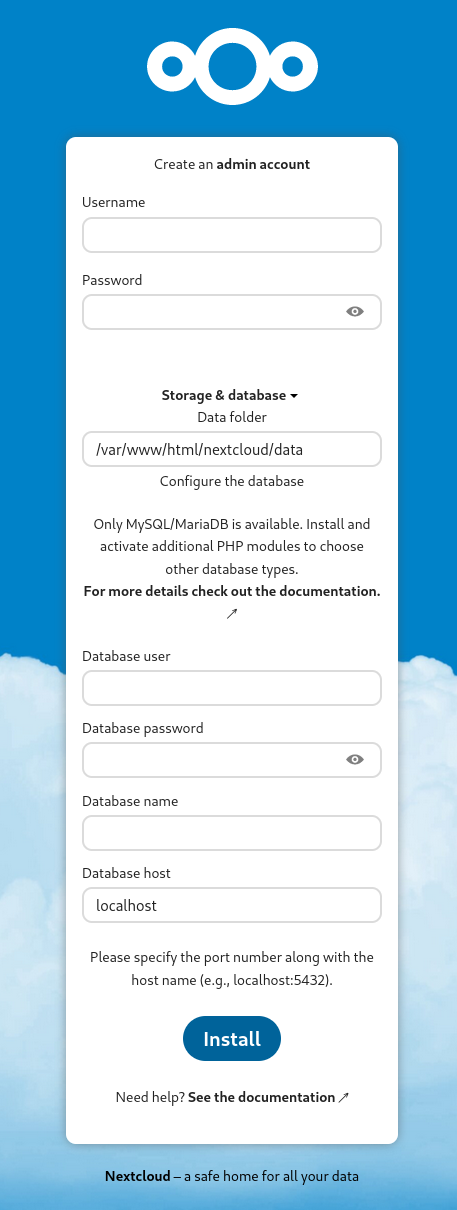 Create an admin account
Username
Password
Storage & database
Data folder
/var/www/html/nextcloud/data
Configure the database
Only MySQL/MariaDB is available. Install and
activate additional PHP modules to choose
other database types.
For more details check out the documentation.
↗
Database user
Database password
Database name
Database host
localhost
Please specify the port number along with the
host name (e.g., localhost:5432).
Install
Need help? See the documentation ↗
Nextcloud – a safe home for all your data